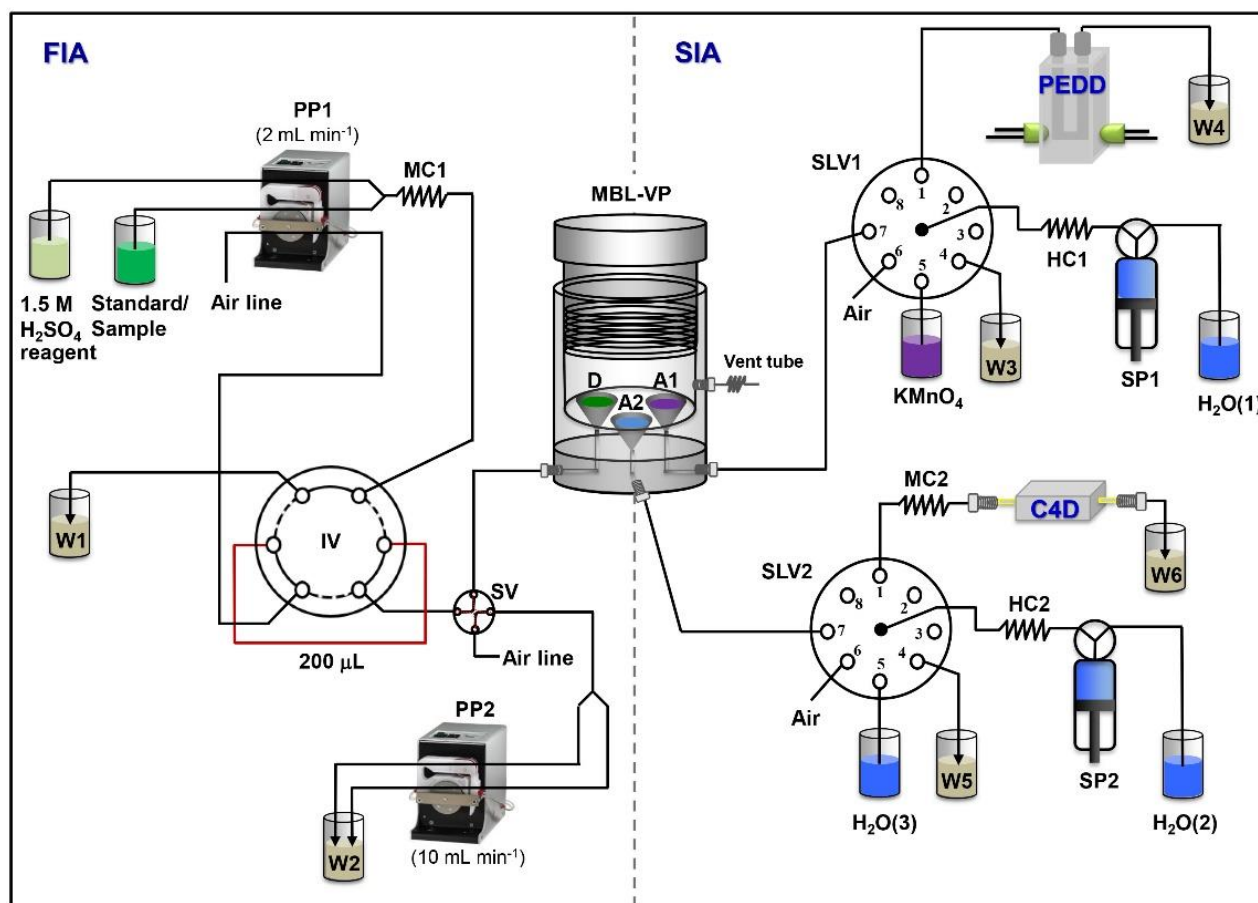 FIA
SIA
PP1
(2 mL min⁻¹)
MC1
1.5 M
H₂SO₄
reagent
Standard/
Sample
Air line
W1
IV
200 µL
SV
Air line
PP2
(10 mL min⁻¹)
W2
MBL-VP
D
A2
A1
Vent tube
PEDD
W4
SLV1
1
2
3
4
5
6
7
8
HC1
Air
KMnO₄
W3
SP1
H₂O(1)
MC2
C4D
W6
SLV2
1
2
3
4
5
6
7
8
HC2
Air
H₂O(3)
W5
SP2
H₂O(2)